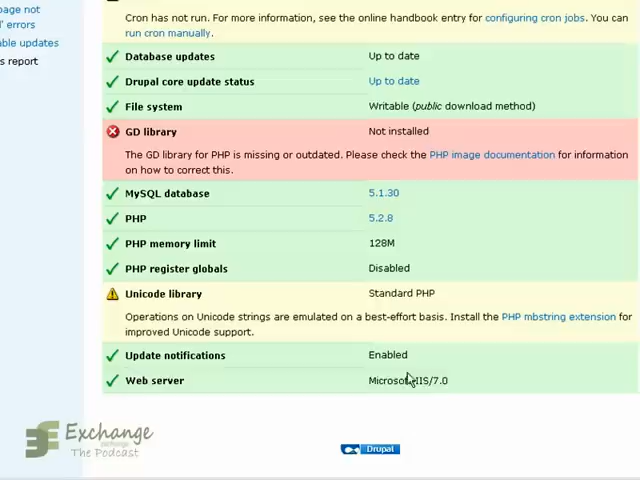 page not
d' errors
able updates
s report
Cron has not run. For more information, see the online handbook entry for configuring cron jobs. You can
run cron manually.
Database updates Up to date
Drupal core update status Up to date
File system Writable (public download method)
GD library Not installed
The GD library for PHP is missing or outdated. Please check the PHP image documentation for information
on how to correct this.
MySQL database 5.1.30
PHP 5.2.8
PHP memory limit 128M
PHP register globals Disabled
Unicode library Standard PHP
Operations on Unicode strings are emulated on a best-effort basis. Install the PHP mbstring extension for
improved Unicode support.
Update notifications Enabled
Web server Microsoft-IIS/7.0
Exchange
exchange
The Podcast
Drupal